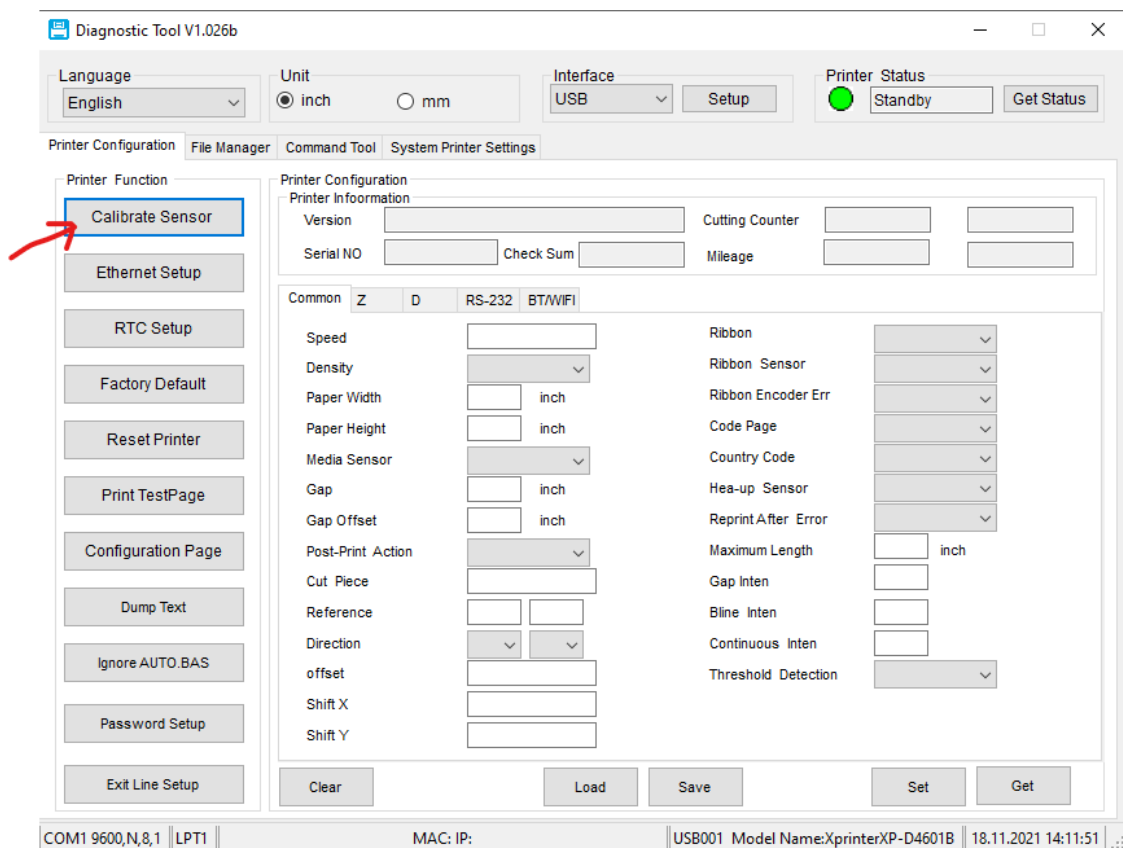 Diagnostic Tool V1.026b
Language
English
Unit
inch
mm
Interface
USB
Setup
Printer Status
Standby
Get Status
Printer Configuration
File Manager
Command Tool
System Printer Settings
Printer Function
Calibrate Sensor
Ethernet Setup
RTC Setup
Factory Default
Reset Printer
Print TestPage
Configuration Page
Dump Text
Ignore AUTO.BAS
Password Setup
Exit Line Setup
Printer Configuration
Printer Infoormation
Version
Cutting Counter
Serial NO
Check Sum
Mileage
Common
Z
D
RS-232
BT/WIFI
Speed
Density
Paper Width inch
Paper Height inch
Media Sensor
Gap inch
Gap Offset inch
Post-Print Action
Cut Piece
Reference
Direction
offset
Shift X
Shift Y
Ribbon
Ribbon Sensor
Ribbon Encoder Err
Code Page
Country Code
Hea-up Sensor
Reprint After Error
Maximum Length inch
Gap Inten
Bline Inten
Continuous Inten
Threshold Detection
Clear
Load
Save
Set
Get
COM1 9600,N,8,1
LPT1
MAC: IP:
USB001 Model Name:XprinterXP-D4601B
18.11.2021 14:11:51